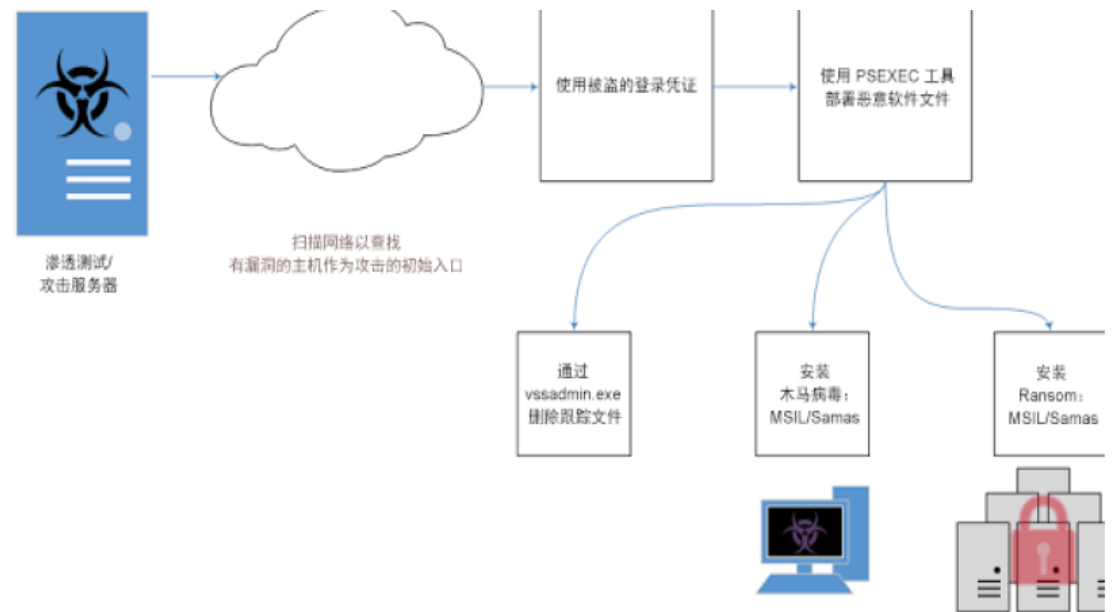 渗透测试/
攻击服务器
扫描网络以查找
有漏洞的主机作为攻击的初始入口
使用被盗的登录凭证
使用 PSEXEC 工具
部署恶意软件文件
通过
vssadmin.exe
删除跟踪文件
安装
木马病毒：
MSIL/Samas
安装
Ransom：
MSIL/Samas